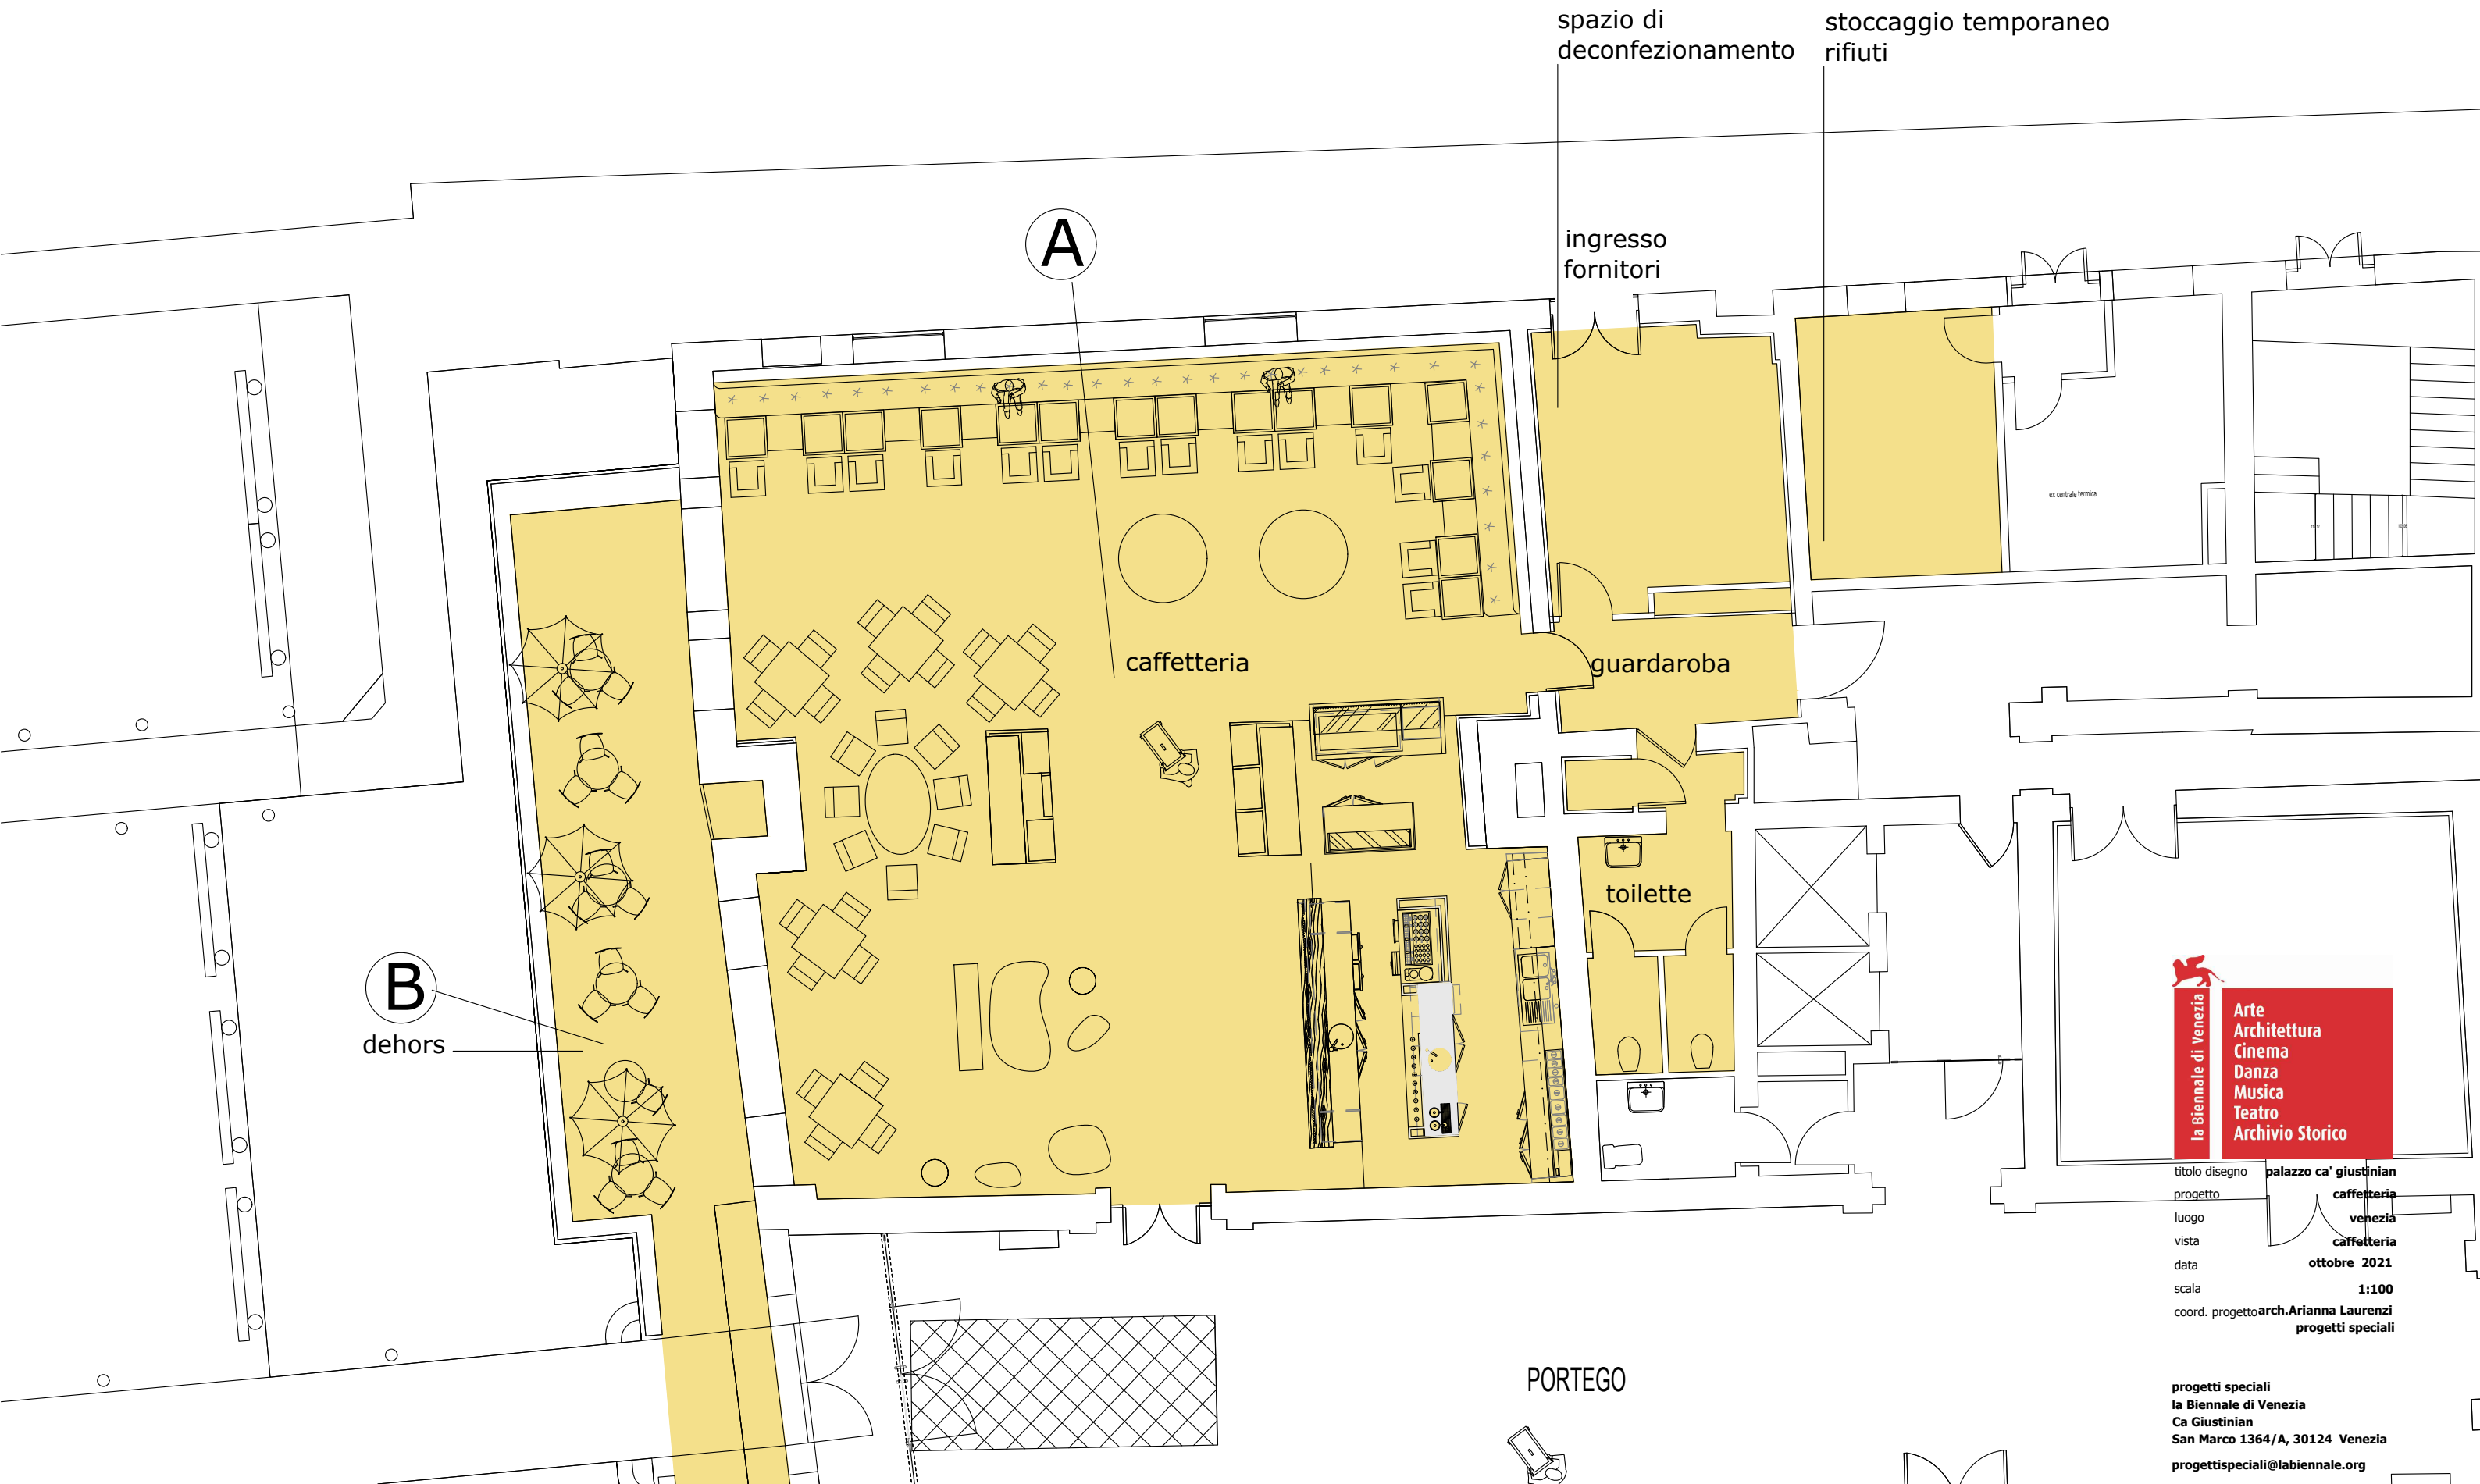 spazio di
deconfezionamento
stoccaggio temporaneo
rifiuti
A
ingresso
fornitori
ex centrale termica
caffetteria
guardaroba
toilette
B
dehors
la Biennale di Venezia
Arte
Architettura
Cinema
Danza
Musica
Teatro
Archivio Storico
titolo disegno palazzo ca' giustinian
progetto caffetteria
luogo venezia
vista caffetteria
data ottobre 2021
scala 1:100
coord. progetto arch.Arianna Laurenzi
progetti speciali
PORTEGO
progetti speciali
la Biennale di Venezia
Ca Giustinian
San Marco 1364/A, 30124 Venezia
progettispeciali@labiennale.org